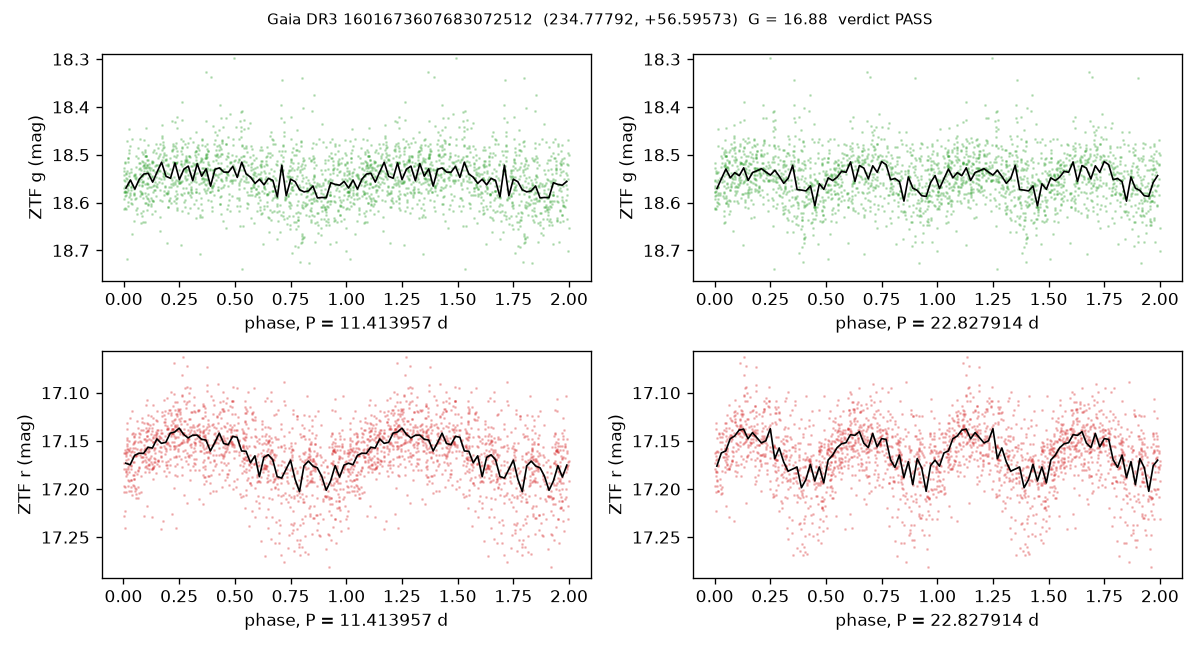 Gaia DR3 1601673607683072512 (234.77792, +56.59573) G = 16.88 verdict PASS
ZTF g (mag)
18.3
18.4
18.5
18.6
18.7
0.00 0.25 0.50 0.75 1.00 1.25 1.50 1.75 2.00
phase, P = 11.413957 d
ZTF g (mag)
18.3
18.4
18.5
18.6
18.7
0.00 0.25 0.50 0.75 1.00 1.25 1.50 1.75 2.00
phase, P = 22.827914 d
ZTF r (mag)
17.10
17.15
17.20
17.25
0.00 0.25 0.50 0.75 1.00 1.25 1.50 1.75 2.00
phase, P = 11.413957 d
ZTF r (mag)
17.10
17.15
17.20
17.25
0.00 0.25 0.50 0.75 1.00 1.25 1.50 1.75 2.00
phase, P = 22.827914 d